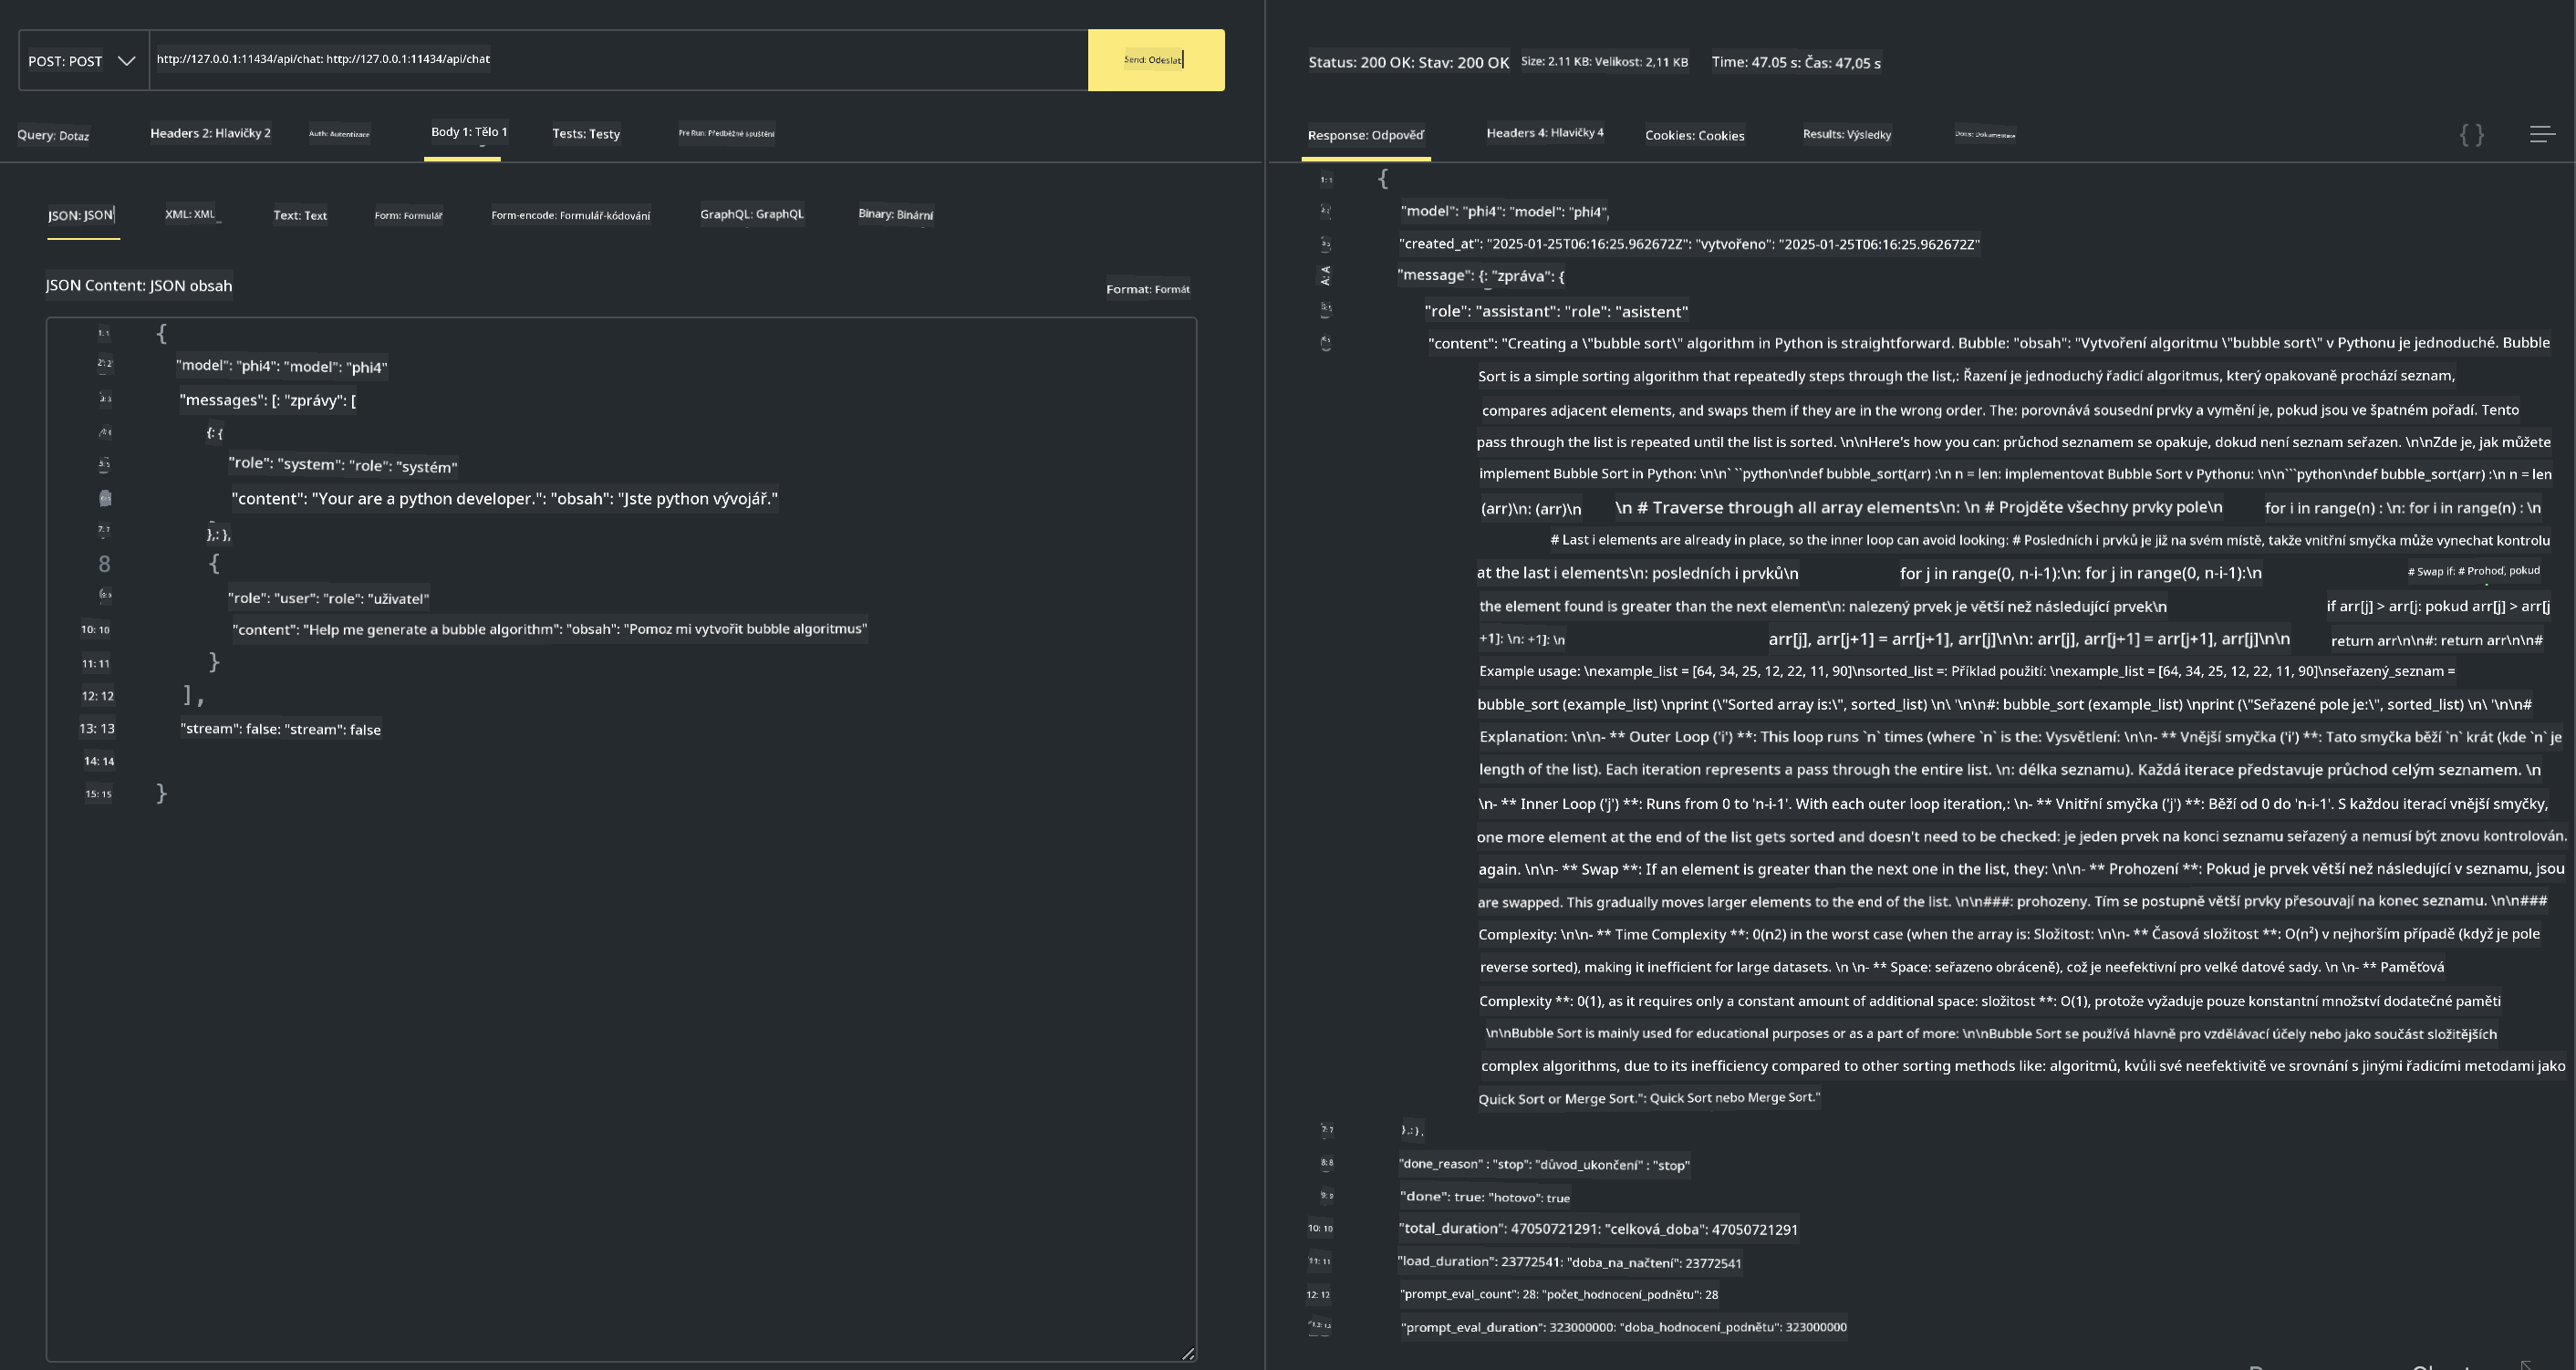 POST: POST
http://127.0.0.1:11434/api/chat: http://127.0.0.1:11434/api/chat
Send: Odeslat
Query: Dotaz
Headers 2: Hlavičky 2
Auth: Autentizace
Body 1: Tělo 1
Tests: Testy
Pre Run: Předběžné spuštění
JSON: JSON
XML: XML
Text: Text
Form: Formulář
Form-encode: Formulář-kódování
GraphQL: GraphQL
Binary: Binární
JSON Content: JSON obsah
Format: Formát
1: 1 {
2: 2 "model": "phi4": "model": "phi4"
3: 3 "messages": [: "zprávy": [
{: {
5: 5 "role": "system": "role": "systém"
"content": "Your are a python developer.": "obsah": "Jste python vývojář."
7: 7 },: },
8 {
9: 9 "role": "user": "role": "uživatel"
10: 10 "content": "Help me generate a bubble algorithm": "obsah": "Pomoz mi vytvořit bubble algoritmus"
11: 11 }
12: 12 ],
13: 13 "stream": false: "stream": false
14: 14
15: 15 }
Status: 200 OK: Stav: 200 OK
Size: 2.11 KB: Velikost: 2,11 KB
Time: 47.05 s: Čas: 47,05 s
Response: Odpověď
Headers 4: Hlavičky 4
Cookies: Cookies
Results: Výsledky
Docs: Dokumentace
{ }
1: 1 {
2: 2 "model": "phi4": "model": "phi4",
3: 3 "created_at": "2025-01-25T06:16:25.962672Z": "vytvořeno": "2025-01-25T06:16:25.962672Z"
A: A "message": {: "zpráva": {
5: 5 "role": "assistant": "role": "asistent"
"content": "Creating a \"bubble sort\" algorithm in Python is straightforward. Bubble: "obsah": "Vytvoření algoritmu \"bubble sort\" v Pythonu je jednoduché. Bubble
Sort is a simple sorting algorithm that repeatedly steps through the list,: Řazení je jednoduchý řadicí algoritmus, který opakovaně prochází seznam,
compares adjacent elements, and swaps them if they are in the wrong order. The: porovnává sousední prvky a vymění je, pokud jsou ve špatném pořadí. Tento
pass through the list is repeated until the list is sorted. \n\nHere's how you can: průchod seznamem se opakuje, dokud není seznam seřazen. \n\nZde je, jak můžete
implement Bubble Sort in Python: \n\n` ``python\ndef bubble_sort(arr) :\n n = len: implementovat Bubble Sort v Pythonu: \n\n```python\ndef bubble_sort(arr) :\n n = len
(arr)\n: (arr)\n \n # Traverse through all array elements\n: \n # Projděte všechny prvky pole\n for i in range(n) : \n: for i in range(n) : \n
# Last i elements are already in place, so the inner loop can avoid looking: # Posledních i prvků je již na svém místě, takže vnitřní smyčka může vynechat kontrolu
at the last i elements\n: posledních i prvků\n for j in range(0, n-i-1):\n: for j in range(0, n-i-1):\n # Swap if: # Prohoď, pokud
the element found is greater than the next element\n: nalezený prvek je větší než následující prvek\n if arr[j] > arr[j: pokud arr[j] > arr[j
+1]: \n: +1]: \n arr[j], arr[j+1] = arr[j+1], arr[j]\n\n: arr[j], arr[j+1] = arr[j+1], arr[j]\n\n return arr\n\n#: return arr\n\n#
Example usage: \nexample_list = [64, 34, 25, 12, 22, 11, 90]\nsorted_list =: Příklad použití: \nexample_list = [64, 34, 25, 12, 22, 11, 90]\nseřazený_seznam =
bubble_sort (example_list) \nprint (\"Sorted array is:\", sorted_list) \n\ '\n\n#: bubble_sort (example_list) \nprint (\"Seřazené pole je:\", sorted_list) \n\ '\n\n#
Explanation: \n\n- ** Outer Loop ('i') **: This loop runs `n` times (where `n` is the: Vysvětlení: \n\n- ** Vnější smyčka ('i') **: Tato smyčka běží `n` krát (kde `n` je
length of the list). Each iteration represents a pass through the entire list. \n: délka seznamu). Každá iterace představuje průchod celým seznamem. \n
\n- ** Inner Loop ('j') **: Runs from 0 to 'n-i-1'. With each outer loop iteration,: \n- ** Vnitřní smyčka ('j') **: Běží od 0 do 'n-i-1'. S každou iterací vnější smyčky,
one more element at the end of the list gets sorted and doesn't need to be checked: je jeden prvek na konci seznamu seřazený a nemusí být znovu kontrolován.
again. \n\n- ** Swap **: If an element is greater than the next one in the list, they: \n\n- ** Prohození **: Pokud je prvek větší než následující v seznamu, jsou
are swapped. This gradually moves larger elements to the end of the list. \n\n###: prohozeny. Tím se postupně větší prvky přesouvají na konec seznamu. \n\n###
Complexity: \n\n- ** Time Complexity **: 0(n2) in the worst case (when the array is: Složitost: \n\n- ** Časová složitost **: O(n²) v nejhorším případě (když je pole
reverse sorted), making it inefficient for large datasets. \n \n- ** Space: seřazeno obráceně), což je neefektivní pro velké datové sady. \n \n- ** Paměťová
Complexity **: 0(1), as it requires only a constant amount of additional space: složitost **: O(1), protože vyžaduje pouze konstantní množství dodatečné paměti
\n\nBubble Sort is mainly used for educational purposes or as a part of more: \n\nBubble Sort se používá hlavně pro vzdělávací účely nebo jako součást složitějších
complex algorithms, due to its inefficiency compared to other sorting methods like: algoritmů, kvůli své neefektivitě ve srovnání s jinými řadicími metodami jako
Quick Sort or Merge Sort.": Quick Sort nebo Merge Sort."
7: 7 },: },
8: 8 "done_reason" : "stop": "důvod_ukončení" : "stop"
9: 9 "done": true: "hotovo": true
10: 10 "total_duration": 47050721291: "celková_doba": 47050721291
11: 11 "load_duration": 23772541: "doba_na_načtení": 23772541
12: 12 "prompt_eval_count": 28: "počet_hodnocení_podnětu": 28
"prompt_eval_duration": 323000000: "doba_hodnocení_podnětu": 323000000